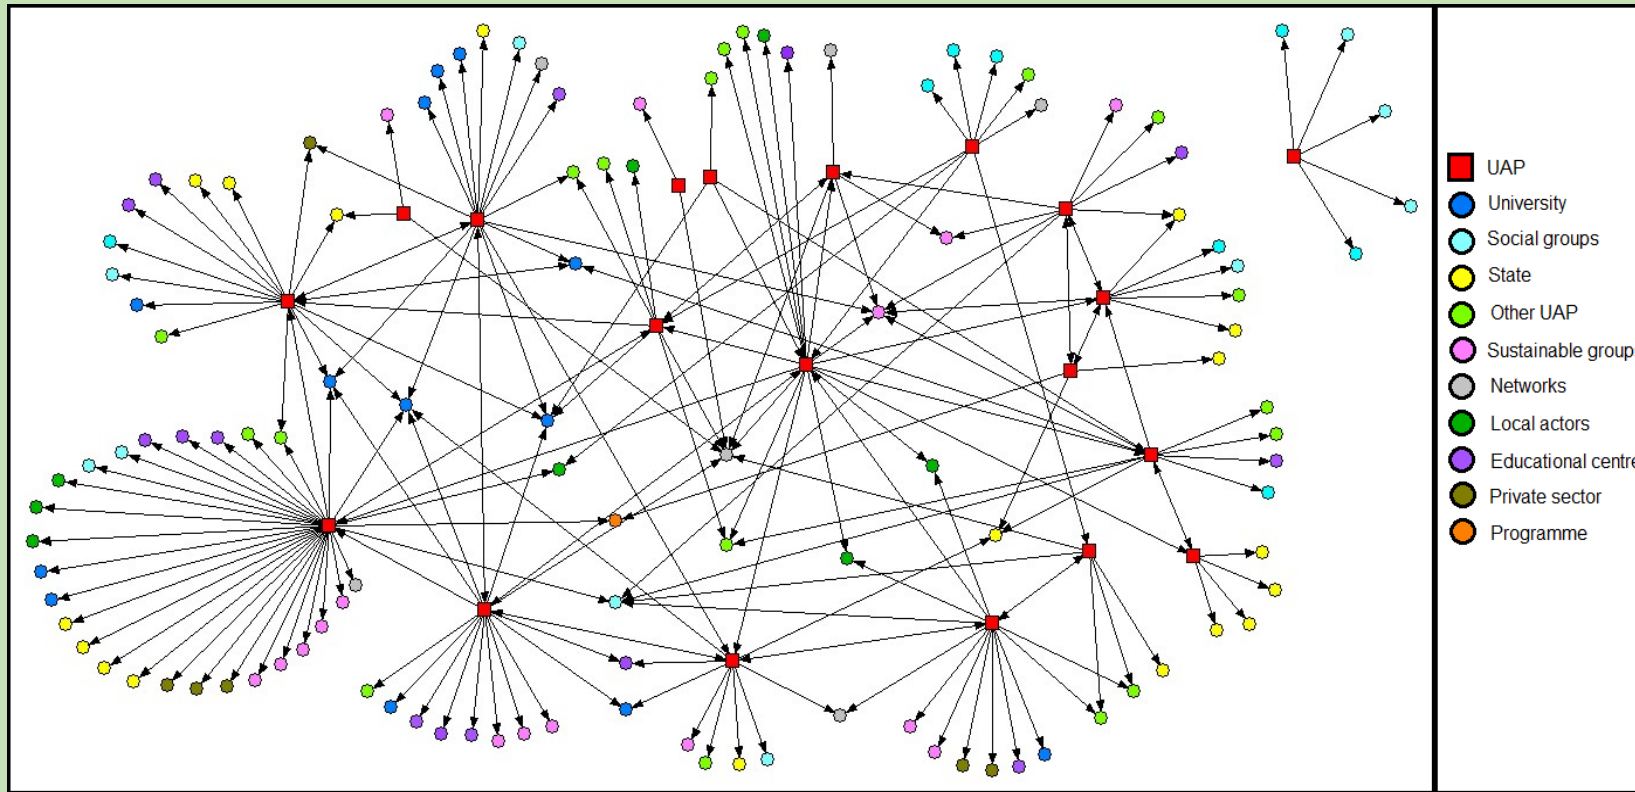 UAP
University
Social groups
State
Other UAP
Sustainable group
Networks
Local actors
Educational centre
Private sector
Programme